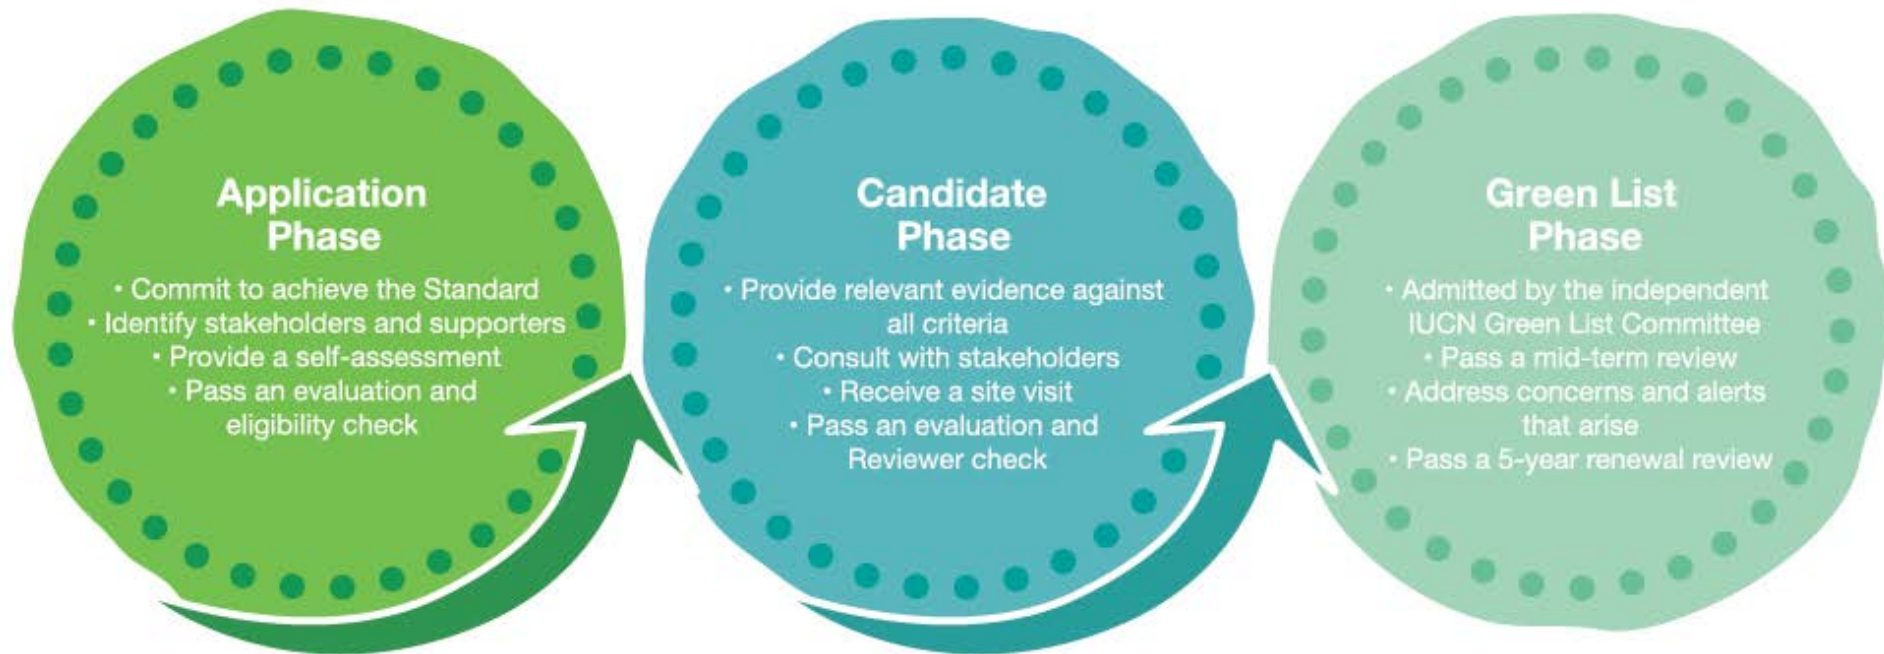 Application
Phase
• Commit to achieve the Standard
• Identify stakeholders and supporters
• Provide a self-assessment
• Pass an evaluation and
eligibility check
Candidate
Phase
• Provide relevant evidence against
all criteria
• Consult with stakeholders
• Receive a site visit
• Pass an evaluation and
Reviewer check
Green List
Phase
• Admitted by the independent
IUCN Green List Committee
• Pass a mid-term review
• Address concerns and alerts
that arise
• Pass a 5-year renewal review